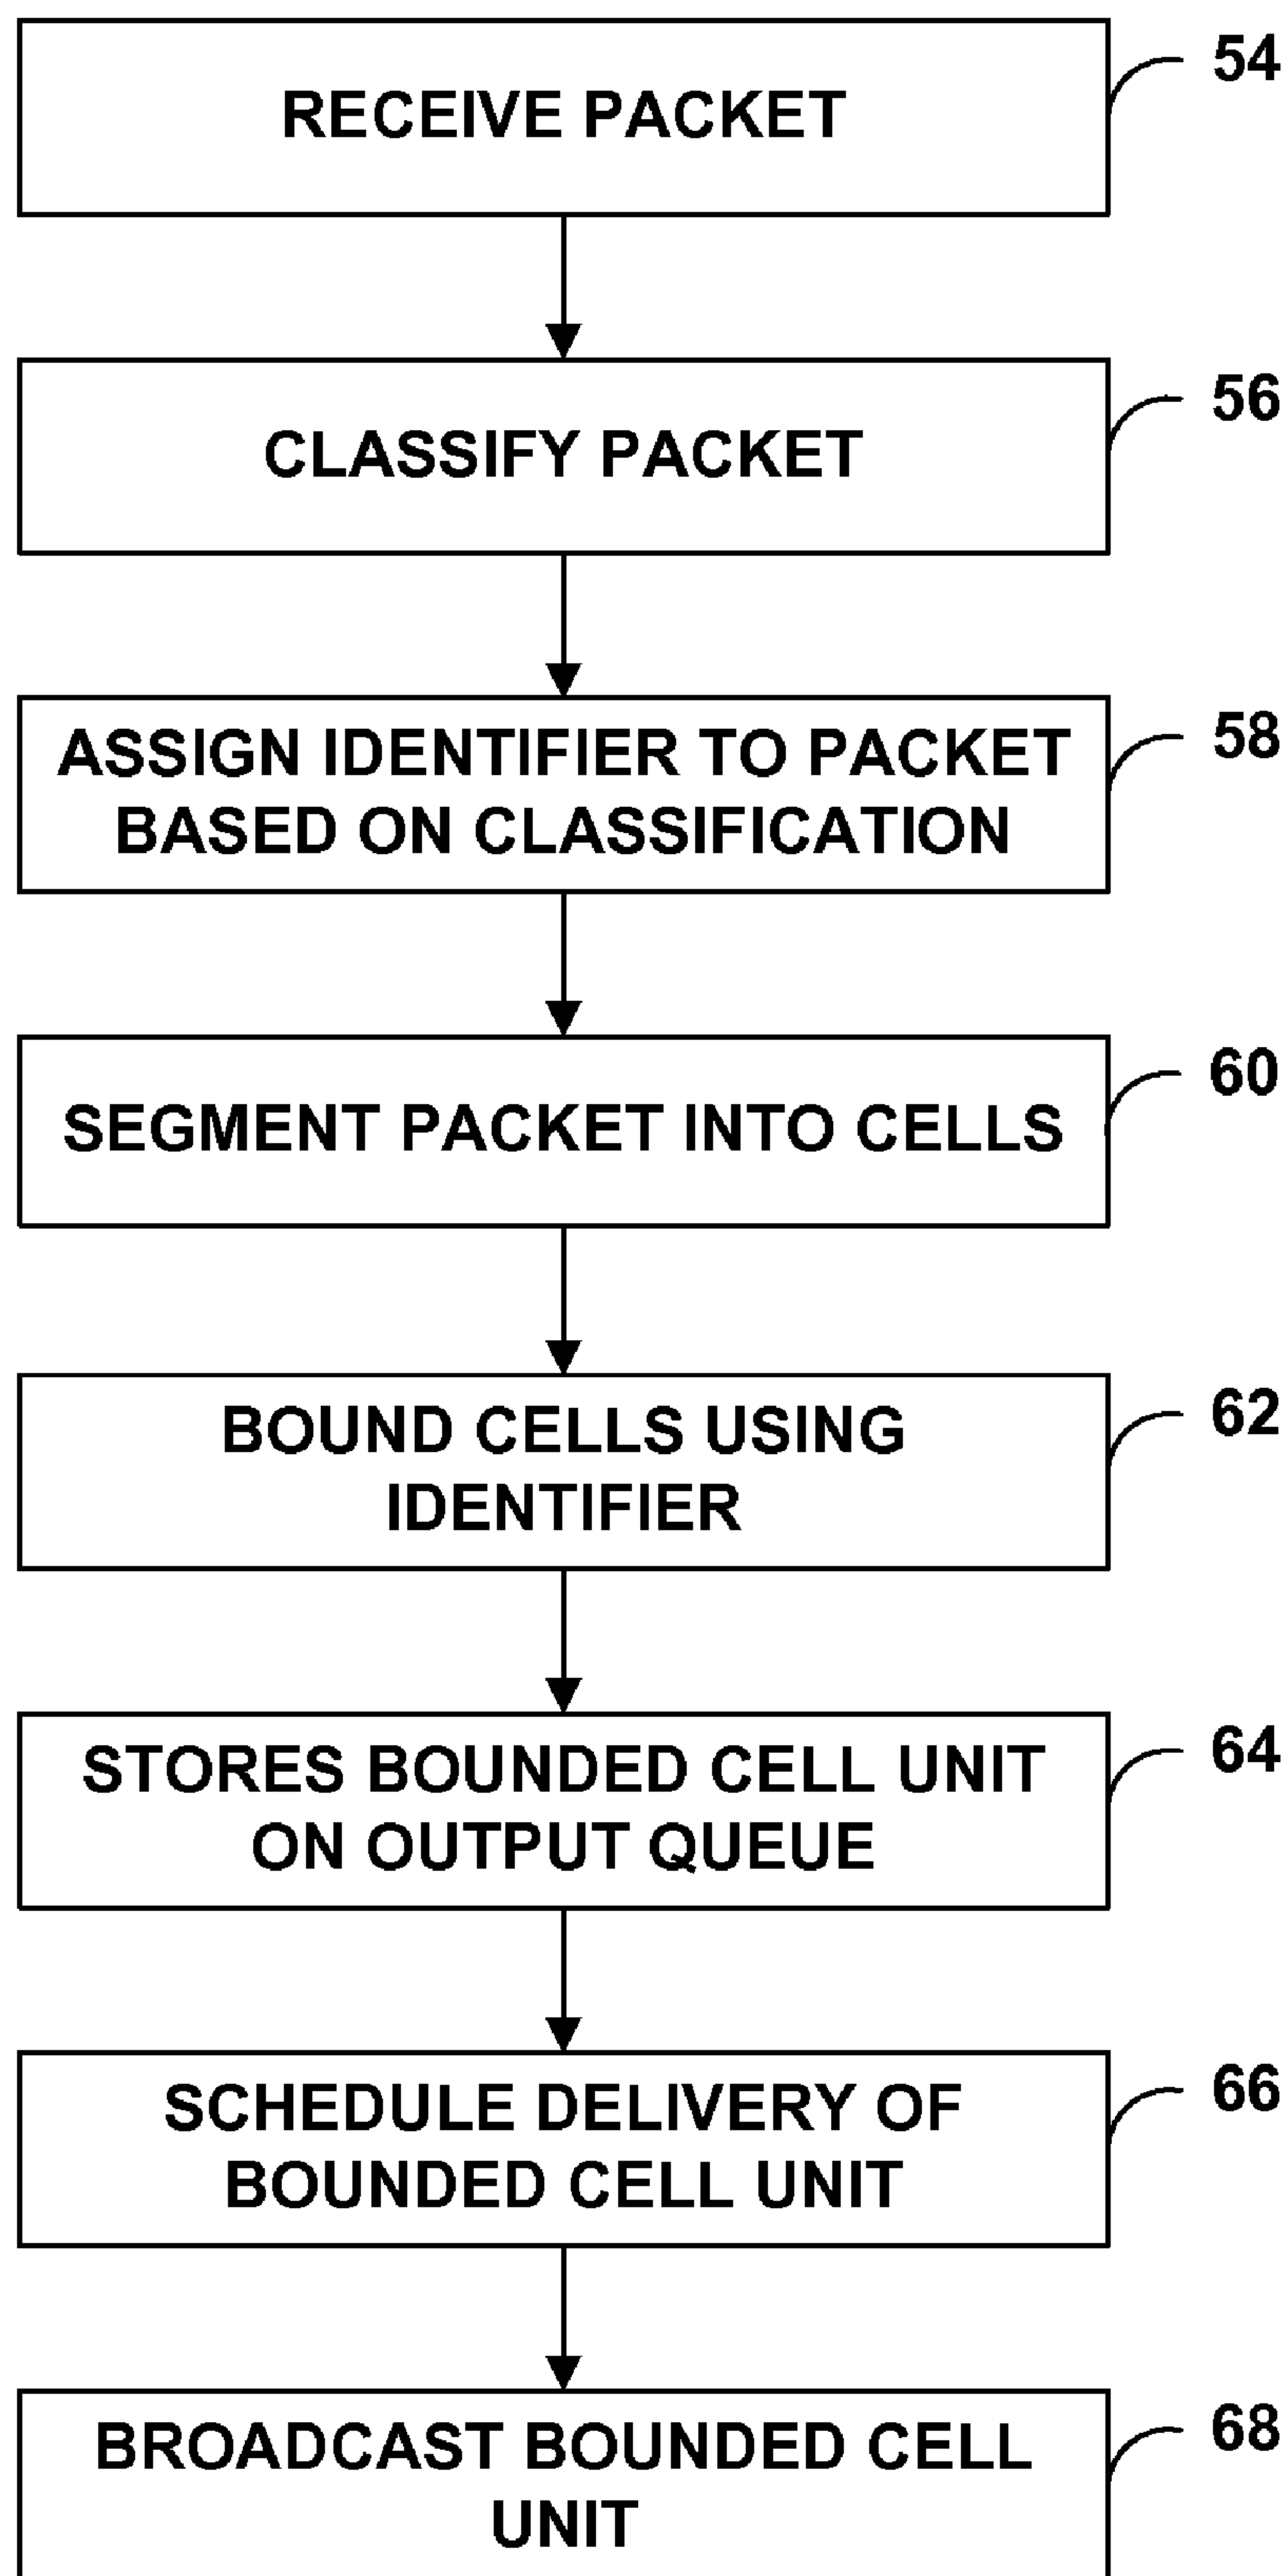 RECEIVE PACKET
54
CLASSIFY PACKET
56
ASSIGN IDENTIFIER TO PACKET
BASED ON CLASSIFICATION
58
SEGMENT PACKET INTO CELLS
60
BOUND CELLS USING
IDENTIFIER
62
STORES BOUNDED CELL UNIT
ON OUTPUT QUEUE
64
SCHEDULE DELIVERY OF
BOUNDED CELL UNIT
66
BROADCAST BOUNDED CELL
UNIT
68